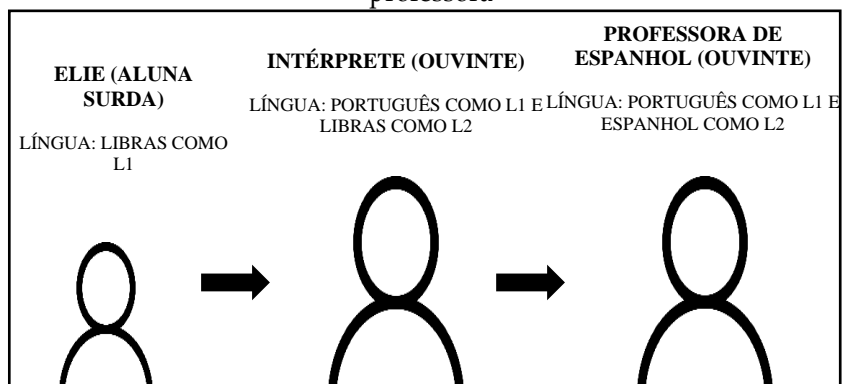 professora
ELIE (ALUNA
SURDA)
LÍNGUA: LIBRAS COMO
L1
INTÉRPRETE (OUVINTE)
LÍNGUA: PORTUGUÊS COMO L1 E
LIBRAS COMO L2
PROFESSORA DE
ESPANHOL (OUVINTE)
LÍNGUA: PORTUGUÊS COMO L1 E
ESPANHOL COMO L2